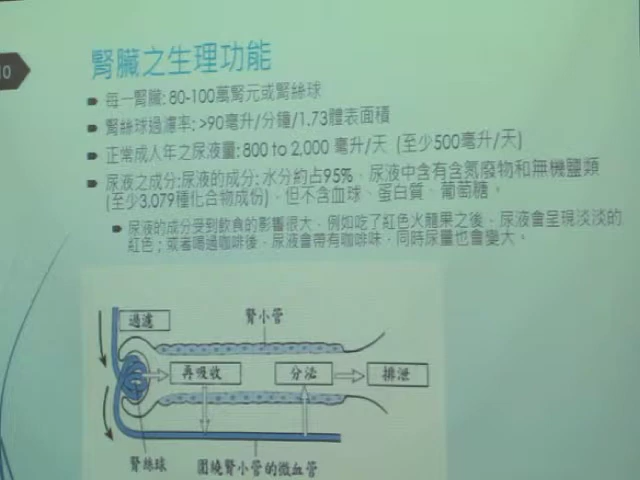 10
腎臟之生理功能
每一腎臟: 80-100萬腎元或腎絲球
腎絲球過濾率: >90毫升/分鐘/1.73體表面積
正常成人年之尿液量: 800 to 2,000 毫升/天 (至少500毫升/天)
尿液之成分:尿液的成分: 水分約占95%、尿液中含有含氮廢物和無機鹽類
(至少3,079種化合物成份)、但不含血球、蛋白質、葡萄糖。
尿液的成分受到飲食的影響很大，例如吃了紅色火龍果之後，尿液會呈現淡淡的
紅色；或著喝過咖啡後，尿液會帶有咖啡味，同時尿量也會變大。
過濾
腎小管
再吸收
分泌
排泄
腎絲球
圍繞腎小管的微血管